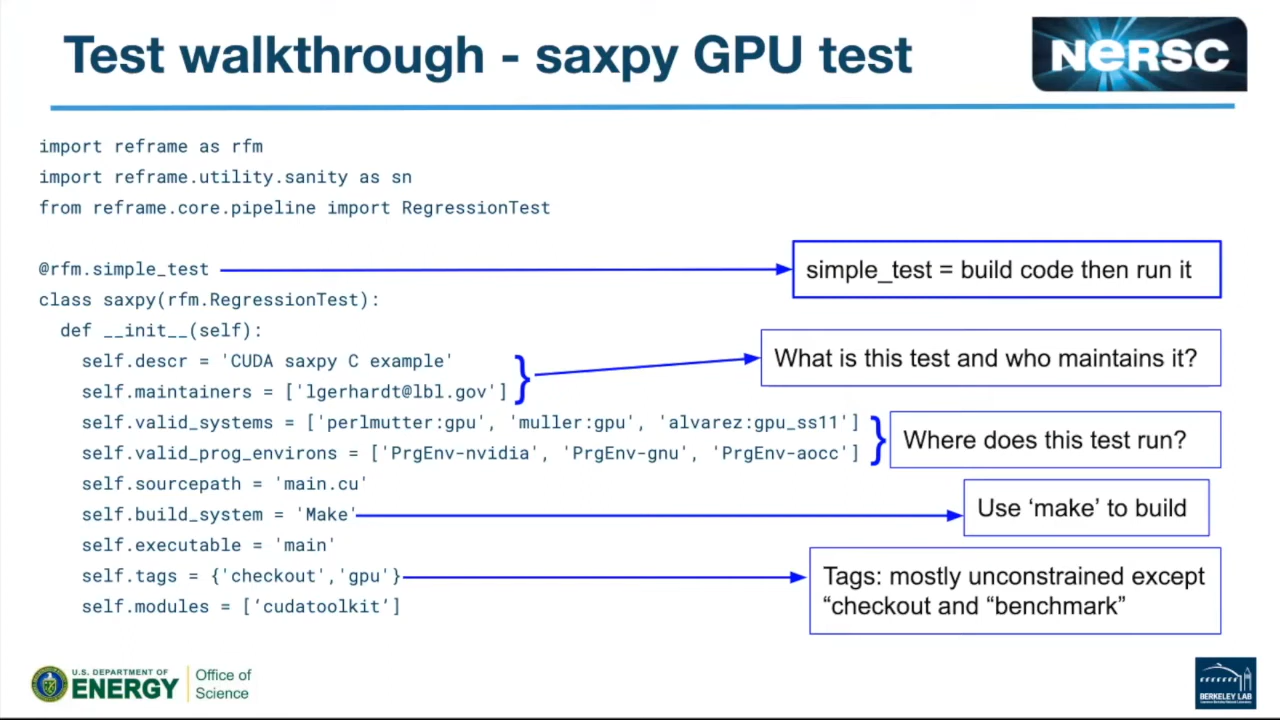 Test walkthrough - saxpy GPU test
NERSC
import reframe as rfm
import reframe.utility.sanity as sn
from reframe.core.pipeline import RegressionTest
@rfm.simple_test
simple_test = build code then run it
class saxpy(rfm.RegressionTest):
def __init__(self):
self.descr = 'CUDA saxpy C example'
What is this test and who maintains it?
self.maintainers = ['lgerhardt@lbl.gov']
self.valid_systems = ['perlmutter:gpu', 'muller:gpu', 'alvarez:gpu_ss11']
Where does this test run?
self.valid_prog_environs = ['PrgEnv-nvidia', 'PrgEnv-gnu', 'PrgEnv-aocc']
self.sourcepath = 'main.cu'
self.build_system = 'Make'
Use ‘make’ to build
self.executable = 'main'
self.tags = {'checkout','gpu'}
Tags: mostly unconstrained except
“checkout and “benchmark”
self.modules = [‘cudatoolkit’]
U.S. DEPARTMENT OF
ENERGY
Office of
Science
BERKELEY LAB